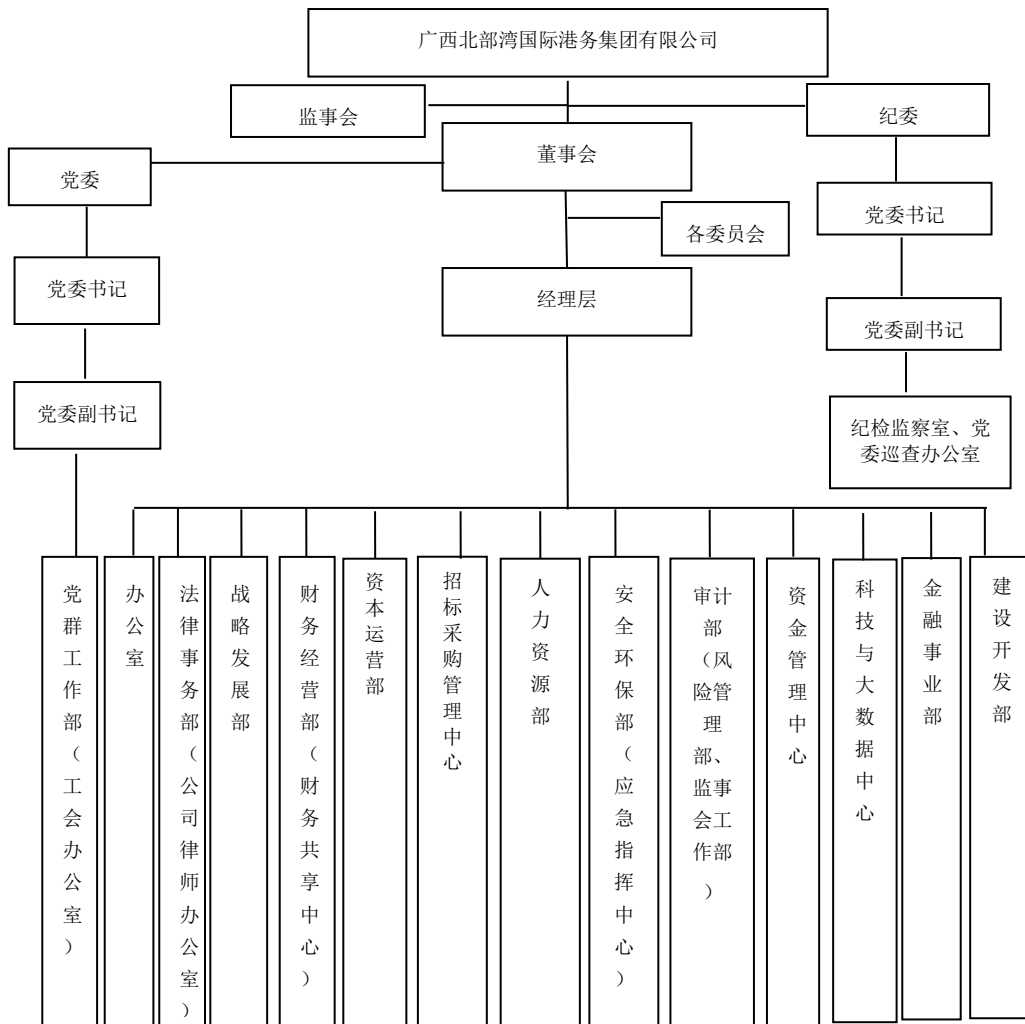 广西北部湾国际港务集团有限公司
监事会
纪委
董事会
党委
党委书记
各委员会
党委书记
经理层
党委副书记
党委副书记
纪检监察室、党
委巡查办公室
党群工作部（工会办公室）
办公室
法律事务部（公司律师办公室）
战略发展部
财务经营部（财务共享中心）
资本运营部
招标采购管理中心
人力资源部
安全环保部（应急指挥中心）
审计
部
（风
险管
理
部、
监事
会工
作部
）
资金管理中心
科技与大数据中心
金融事业部
建设开发部